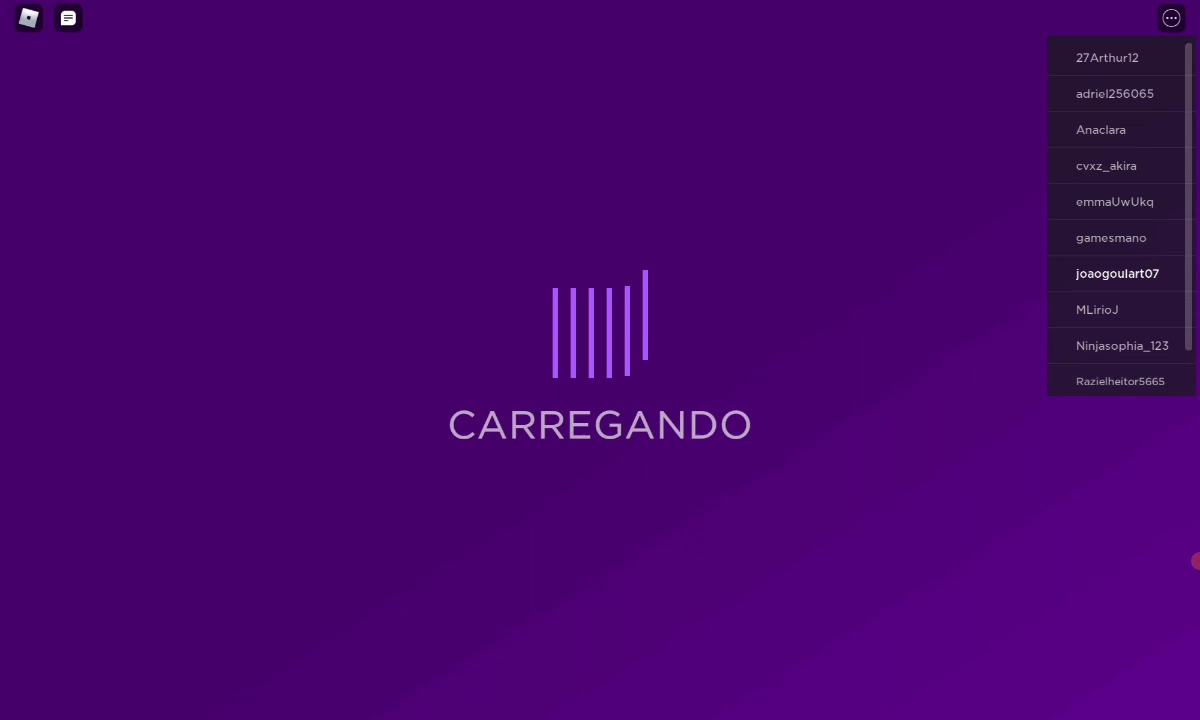 27Arthur12
adriel256065
Anaclara
cvxz_akira
emmaUwUkq
gamesmano
joaogoulart07
MLirioJ
Ninjasophia_123
Razielheitor5665
CARREGANDO